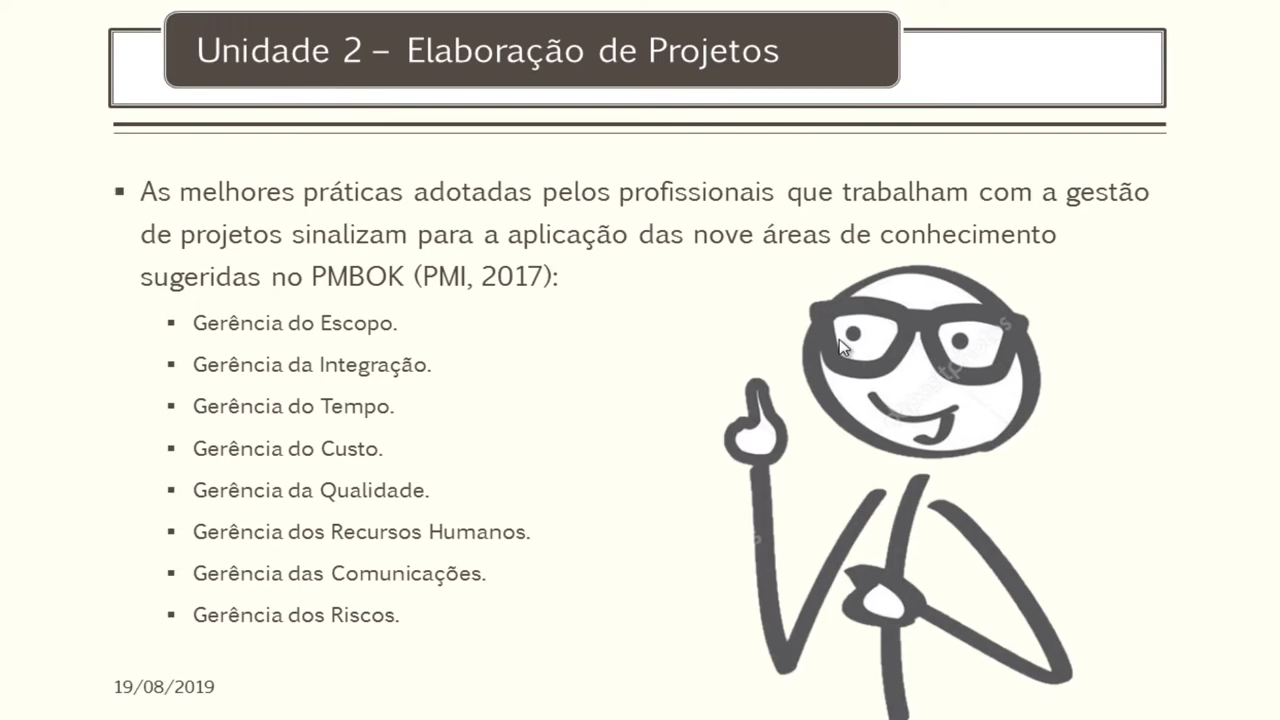 Unidade 2 – Elaboração de Projetos
▪ As melhores práticas adotadas pelos profissionais que trabalham com a gestão
de projetos sinalizam para a aplicação das nove áreas de conhecimento
sugeridas no PMBOK (PMI, 2017):
▪ Gerência do Escopo.
▪ Gerência da Integração.
▪ Gerência do Tempo.
▪ Gerência do Custo.
▪ Gerência da Qualidade.
▪ Gerência dos Recursos Humanos.
▪ Gerência das Comunicações.
▪ Gerência dos Riscos.
19/08/2019